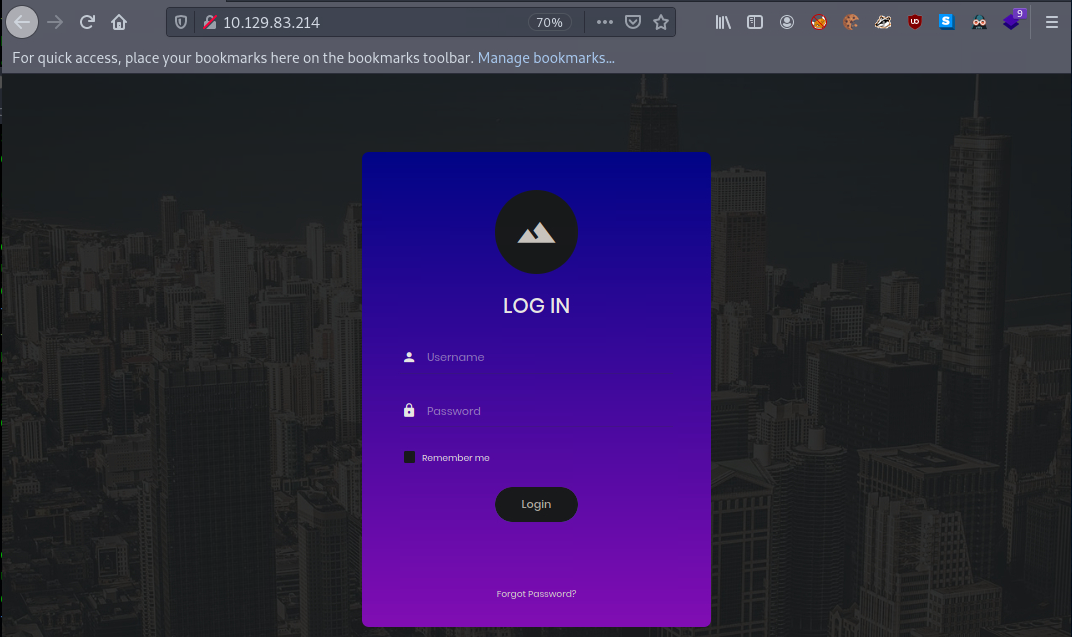 10.129.83.214
70%
9
For quick access, place your bookmarks here on the bookmarks toolbar. Manage bookmarks...
LOG IN
Username
Password
Remember me
Login
Forgot Password?